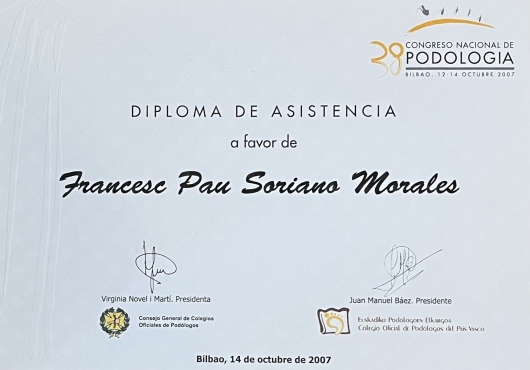 38 CONGRESO NACIONAL DE
PODOLOGIA
BILBAO, 12-14 OCTUBRE 2007
DIPLOMA DE ASISTENCIA
a favor de
Francesc Pau Soriano Morales
Virginia Novel i Martí. Presidenta
Juan Manuel Báez. Presidente
Consejo General de Colegios
Oficiales de Podólogos
Euskadiko Podologoen Elkargoa
Colegio Oficial de Podólogos del País Vasco
Bilbao, 14 de octubre de 2007